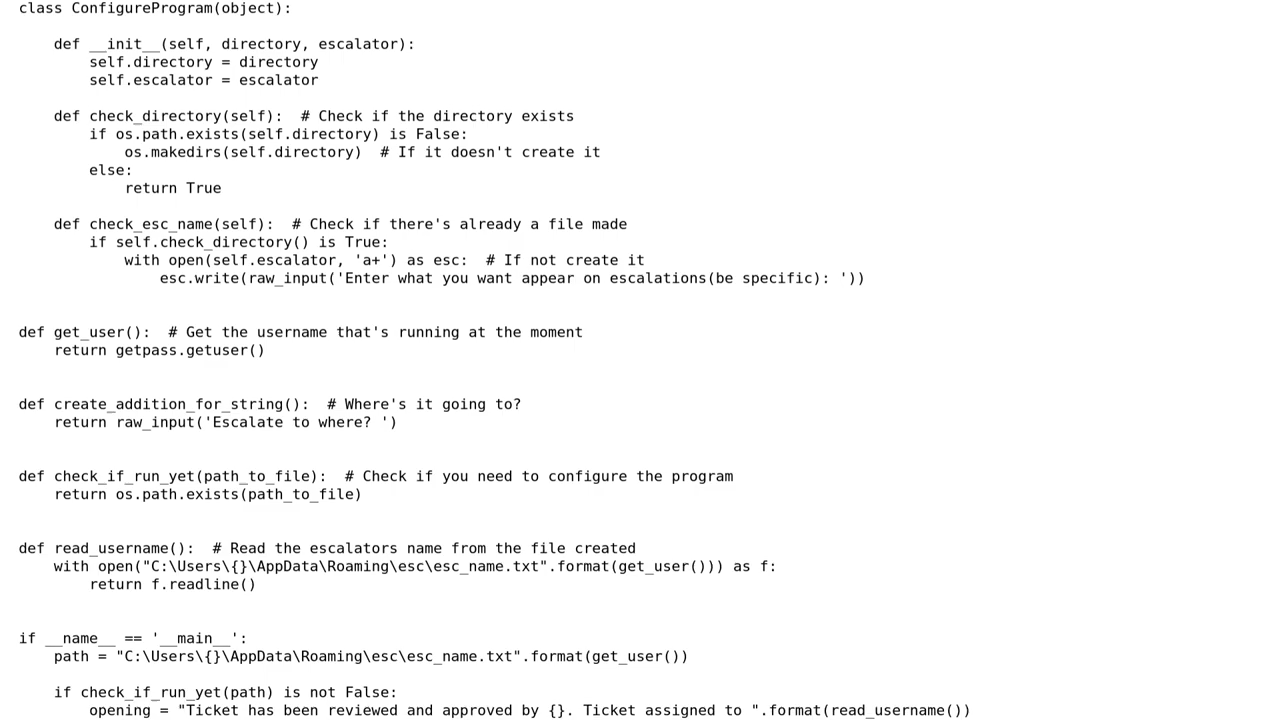 class ConfigureProgram(object):
def __init__(self, directory, escalator):
self.directory = directory
self.escalator = escalator
def check_directory(self):  # Check if the directory exists
if os.path.exists(self.directory) is False:
os.makedirs(self.directory)  # If it doesn't create it
else:
return True
def check_esc_name(self):  # Check if there's already a file made
if self.check_directory() is True:
with open(self.escalator, 'a+') as esc:  # If not create it
esc.write(raw_input('Enter what you want appear on escalations(be specific): '))
def get_user():  # Get the username that's running at the moment
return getpass.getuser()
def create_addition_for_string():  # Where's it going to?
return raw_input('Escalate to where? ')
def check_if_run_yet(path_to_file):  # Check if you need to configure the program
return os.path.exists(path_to_file)
def read_username():  # Read the escalators name from the file created
with open("C:\Users\{}\AppData\Roaming\esc\esc_name.txt".format(get_user())) as f:
return f.readline()
if __name__ == '__main__':
path = "C:\Users\{}\AppData\Roaming\esc\esc_name.txt".format(get_user())
if check_if_run_yet(path) is not False:
opening = "Ticket has been reviewed and approved by {}. Ticket assigned to ".format(read_username())